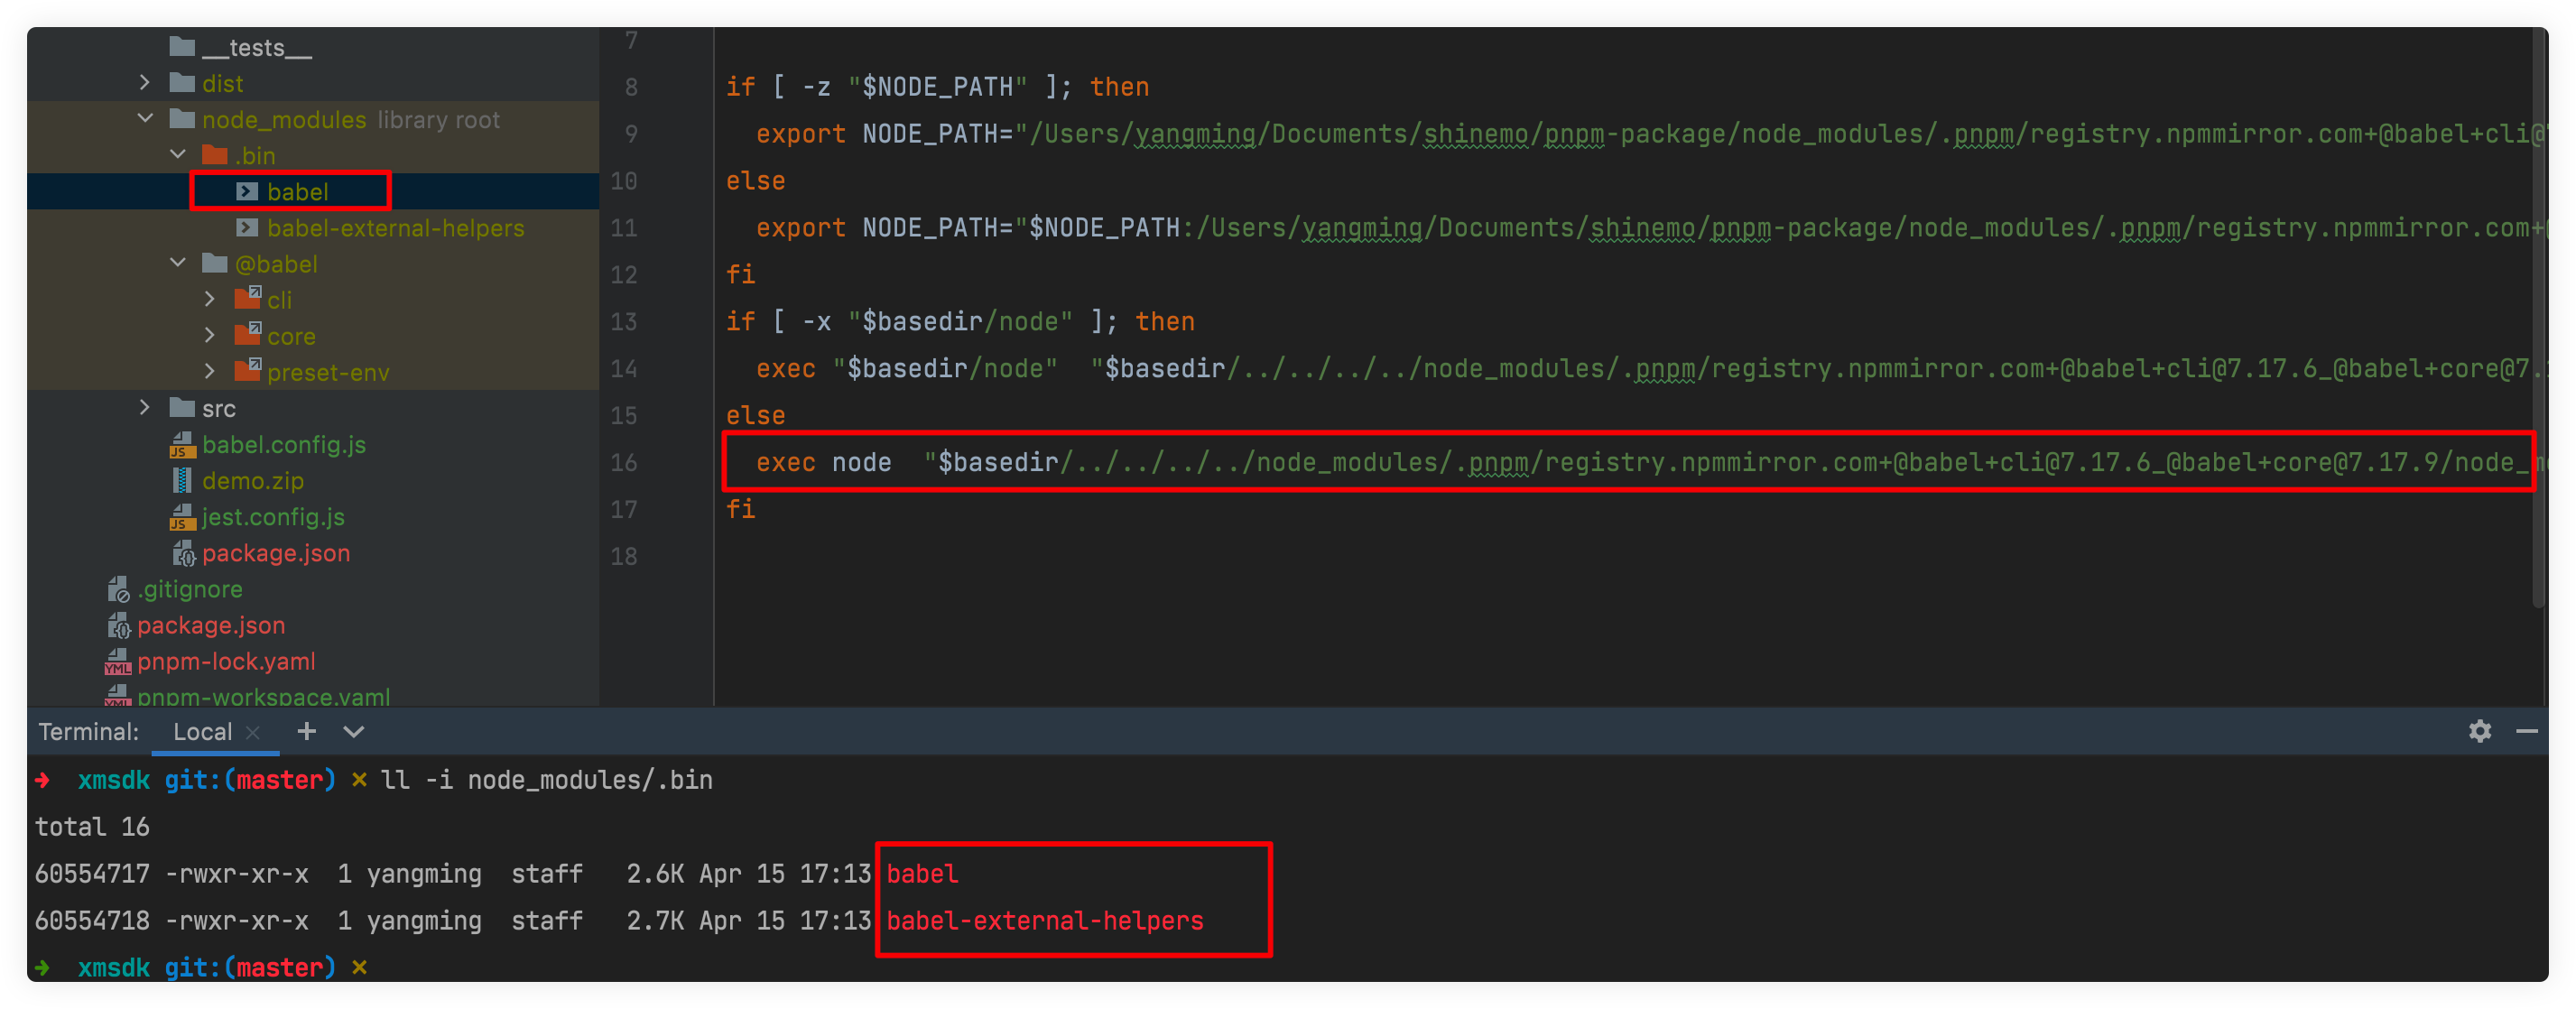 __tests__
dist
node_modules library root
.bin
babel
babel-external-helpers
@babel
cli
core
preset-env
src
babel.config.js
demo.zip
jest.config.js
package.json
.gitignore
package.json
pnpm-lock.yaml
pnpm-workspace.yaml
7
8 if [ -z "$NODE_PATH" ]; then
9 export NODE_PATH="/Users/yangming/Documents/shinemo/pnpm-package/node_modules/.pnpm/registry.npmmirror.com+@babel+cli@
10 else
11 export NODE_PATH="$NODE_PATH:/Users/yangming/Documents/shinemo/pnpm-package/node_modules/.pnpm/registry.npmmirror.com+
12 fi
13 if [ -x "$basedir/node" ]; then
14 exec "$basedir/node"  "$basedir/../../../../node_modules/.pnpm/registry.npmmirror.com+@babel+cli@7.17.6_@babel+core@7.
15 else
16 exec node  "$basedir/../../../../node_modules/.pnpm/registry.npmmirror.com+@babel+cli@7.17.6_@babel+core@7.17.9/node_m
17 fi
18
Terminal: Local × +
➜ xmsdk git:(master) × ll -i node_modules/.bin
total 16
60554717 -rwxr-xr-x 1 yangming staff 2.6K Apr 15 17:13 babel
60554718 -rwxr-xr-x 1 yangming staff 2.7K Apr 15 17:13 babel-external-helpers
➜ xmsdk git:(master) ×